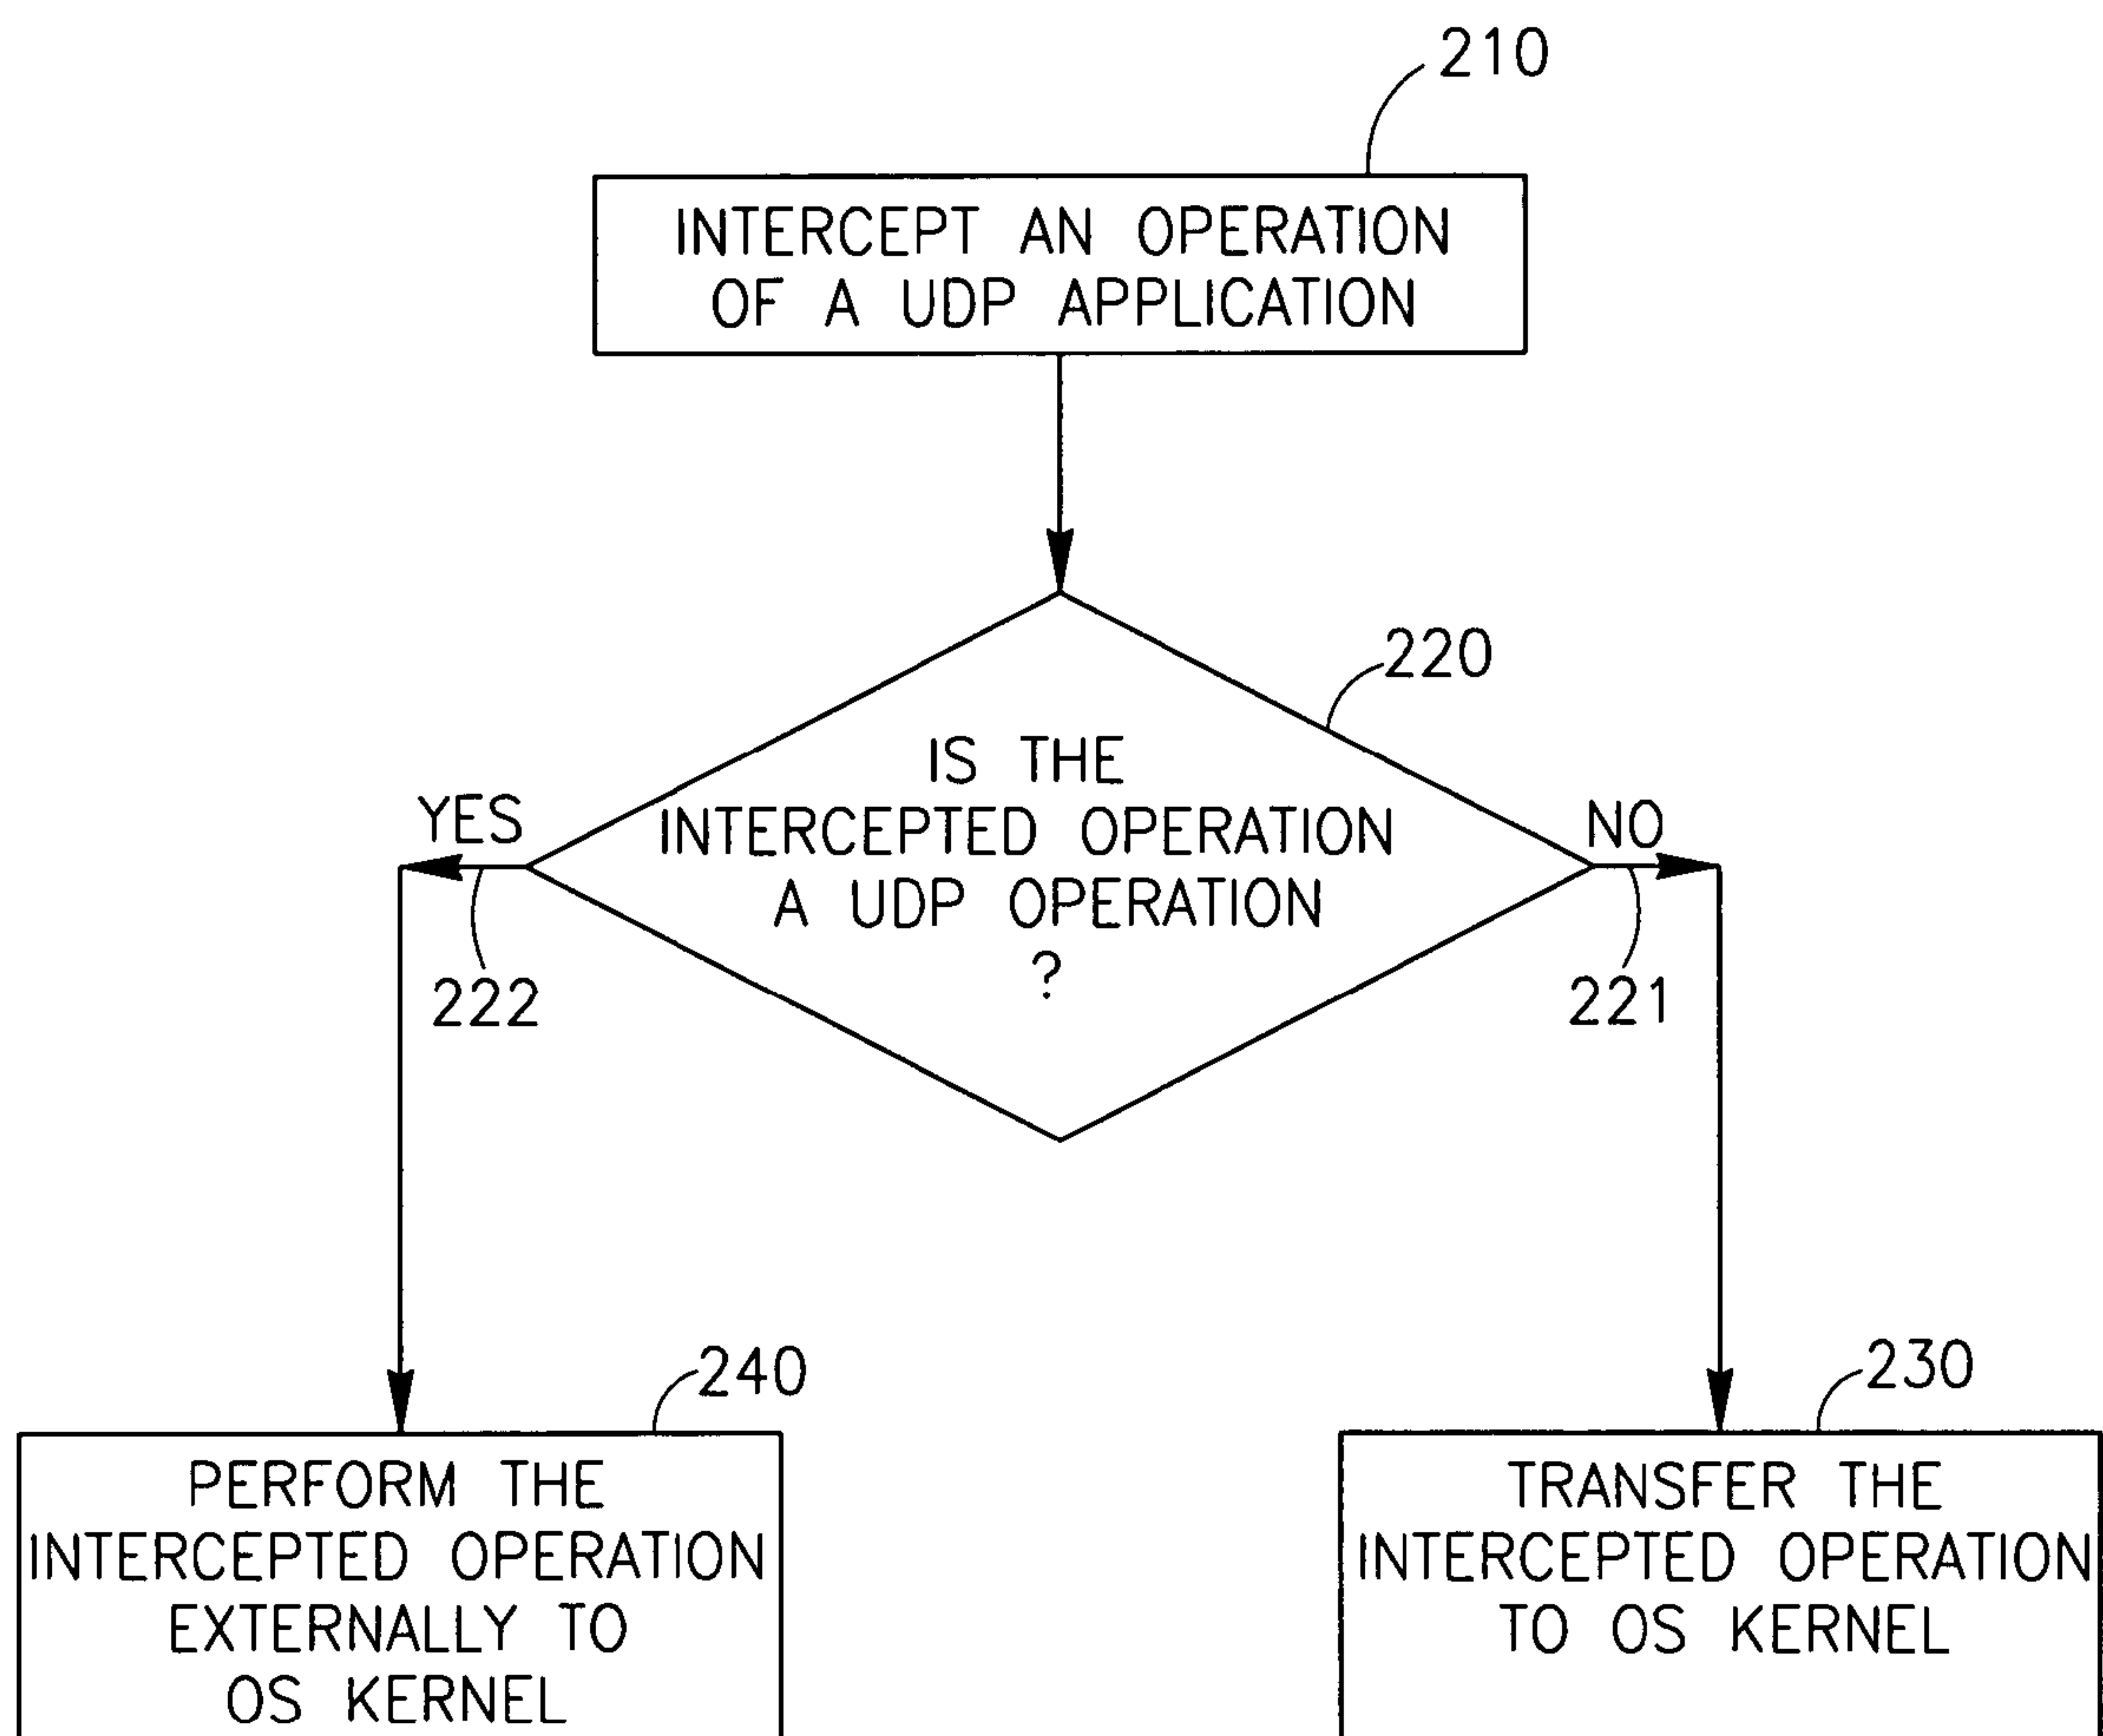 210
INTERCEPT AN OPERATION
OF A UDP APPLICATION
220
IS THE
INTERCEPTED OPERATION
A UDP OPERATION
?
YES
222
NO
221
240
PERFORM THE
INTERCEPTED OPERATION
EXTERNALLY TO
OS KERNEL
230
TRANSFER THE
INTERCEPTED OPERATION
TO OS KERNEL